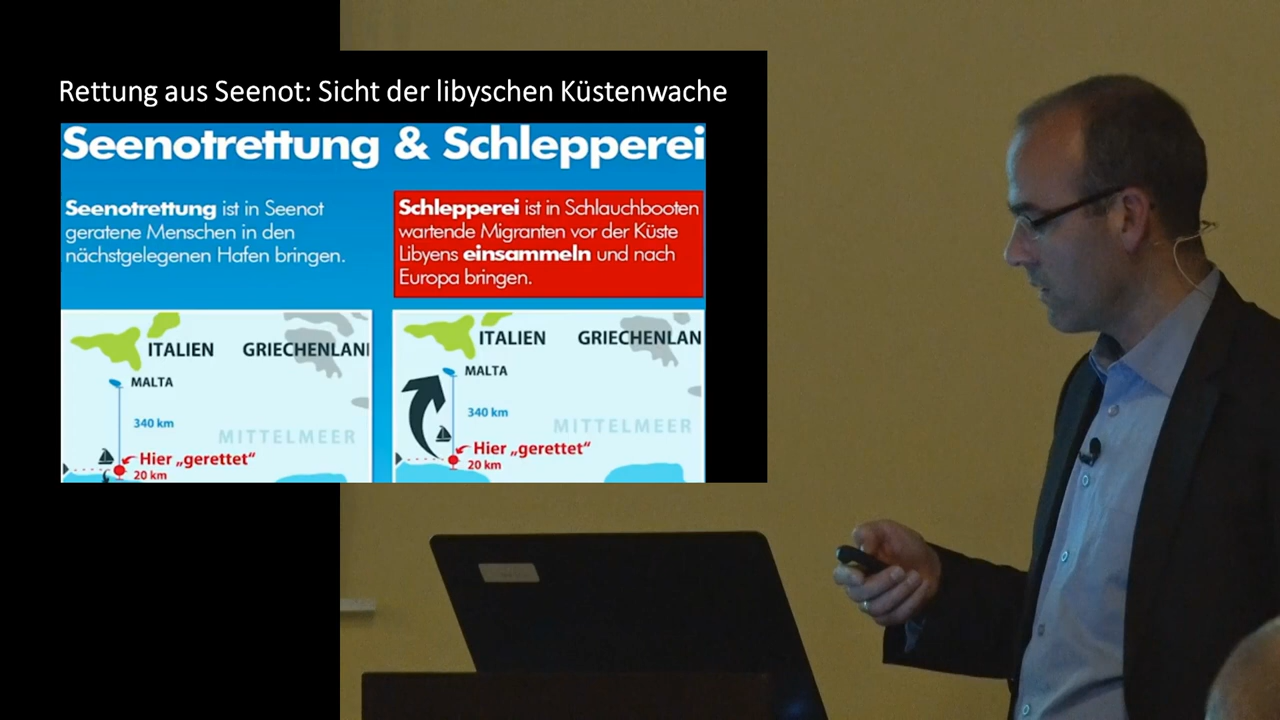 Rettung aus Seenot: Sicht der libyschen Küstenwache
Seenotrettung & Schlepperei
Seenotrettung ist in Seenot
geratene Menschen in den
nächstgelegenen Hafen bringen.
Schlepperei ist in Schlauchbooten
wartende Migranten vor der Küste
Libyens einsammeln und nach
Europa bringen.
ITALIEN
GRIECHENLAN
MALTA
340 km
MITTELMEER
Hier „gerettet“
20 km
ITALIEN
GRIECHENLAN
MALTA
340 km
MITTELMEER
Hier „gerettet“
20 km